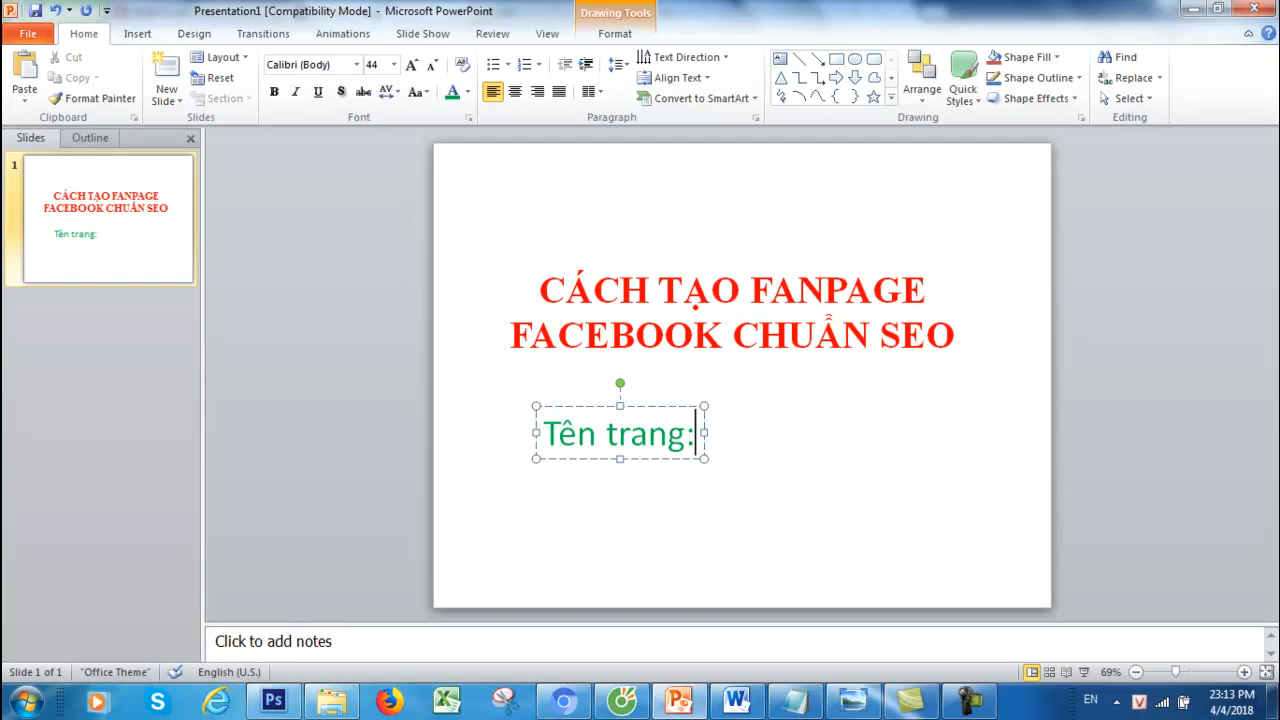 Presentation1 [Compatibility Mode] - Microsoft PowerPoint
Drawing Tools
File Home Insert Design Transitions Animations Slide Show Review View Format
Paste
Cut
Copy
Format Painter
Clipboard
New Slide
Layout
Reset
Section
Slides
Calibri (Body) 44
B I U S abc AV Aa A
Font
Text Direction
Align Text
Convert to SmartArt
Paragraph
Arrange
Quick Styles
Shape Fill
Shape Outline
Shape Effects
Drawing
Find
Replace
Select
Editing
Slides Outline
1
CÁCH TẠO FANPAGE
FACEBOOK CHUẨN SEO
Tên trang:
CÁCH TẠO FANPAGE
FACEBOOK CHUẨN SEO
Tên trang:
Click to add notes
Slide 1 of 1 "Office Theme" English (U.S.) 69%
EN 23:13 PM
4/4/2018